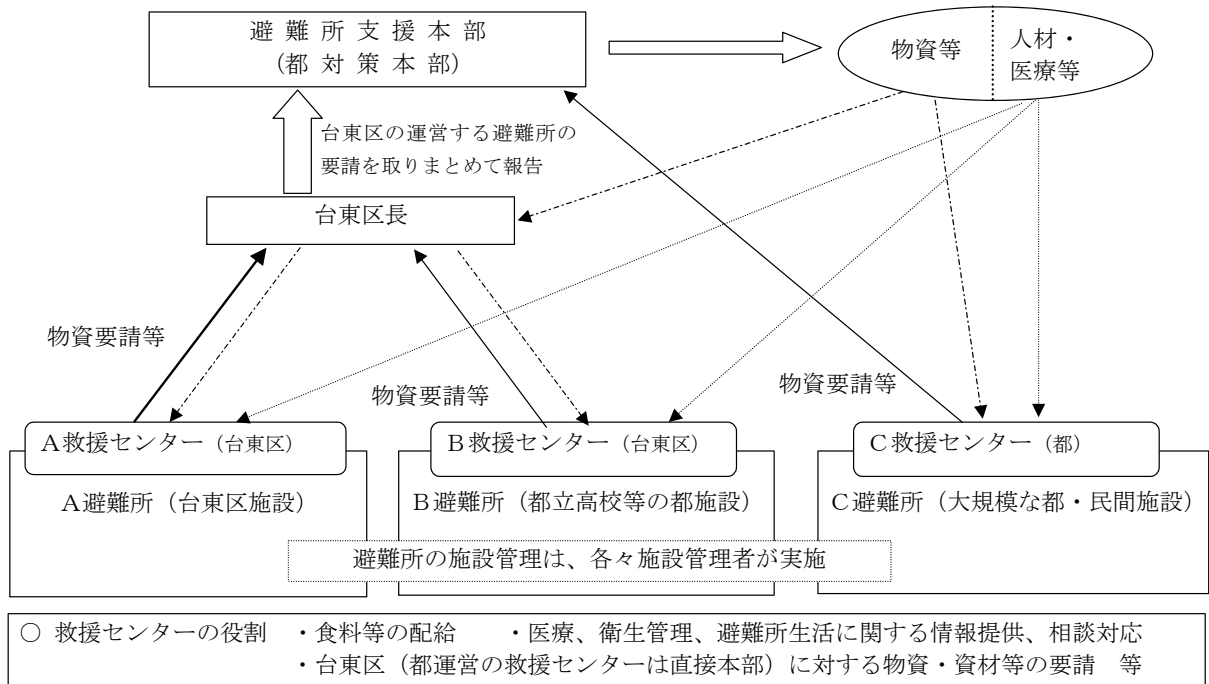 避難所支援本部
(都対策本部)
物資等
人材・
医療等
台東区の運営する避難所の
要請を取りまとめて報告
台東区長
物資要請等
物資要請等
物資要請等
A救援センター（台東区）
B救援センター（台東区）
C救援センター（都）
A避難所（台東区施設）
B避難所（都立高校等の都施設）
C避難所（大規模な都・民間施設）
避難所の施設管理は、各々施設管理者が実施
○ 救援センターの役割 ・食料等の配給 ・医療、衛生管理、避難所生活に関する情報提供、相談対応
・台東区（都運営の救援センターは直接本部）に対する物資・資材等の要請 等